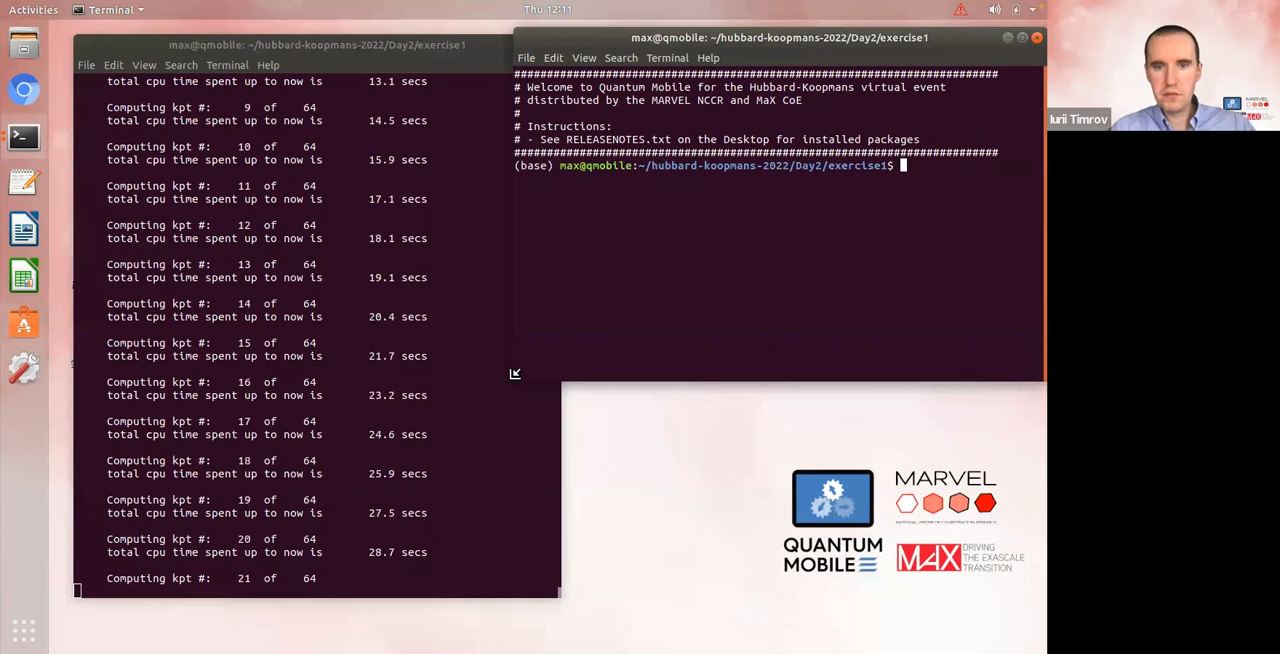 Activities
Terminal
Thu 12:11
max@qmobile: ~/hubbard-koopmans-2022/Day2/exercise1
File Edit View Search Terminal Help
total cpu time spent up to now is 13.1 secs
Computing kpt #: 9 of 64
total cpu time spent up to now is 14.5 secs
Computing kpt #: 10 of 64
total cpu time spent up to now is 15.9 secs
Computing kpt #: 11 of 64
total cpu time spent up to now is 17.1 secs
Computing kpt #: 12 of 64
total cpu time spent up to now is 18.1 secs
Computing kpt #: 13 of 64
total cpu time spent up to now is 19.1 secs
Computing kpt #: 14 of 64
total cpu time spent up to now is 20.4 secs
Computing kpt #: 15 of 64
total cpu time spent up to now is 21.7 secs
Computing kpt #: 16 of 64
total cpu time spent up to now is 23.2 secs
Computing kpt #: 17 of 64
total cpu time spent up to now is 24.6 secs
Computing kpt #: 18 of 64
total cpu time spent up to now is 25.9 secs
Computing kpt #: 19 of 64
total cpu time spent up to now is 27.5 secs
Computing kpt #: 20 of 64
total cpu time spent up to now is 28.7 secs
Computing kpt #: 21 of 64
max@qmobile: ~/hubbard-koopmans-2022/Day2/exercise1
File Edit View Search Terminal Help
##########################################################################
# Welcome to Quantum Mobile for the Hubbard-Koopmans virtual event
# distributed by the MARVEL NCCR and MaX CoE
#
# Instructions:
# - See RELEASENOTES.txt on the Desktop for installed packages
##########################################################################
(base) max@qmobile:~/hubbard-koopmans-2022/Day2/exercise1$
QUANTUM
MOBILE
MARVEL
MAX DRIVING
THE EXASCALE
TRANSITION
Iurii Timrov
MARVEL